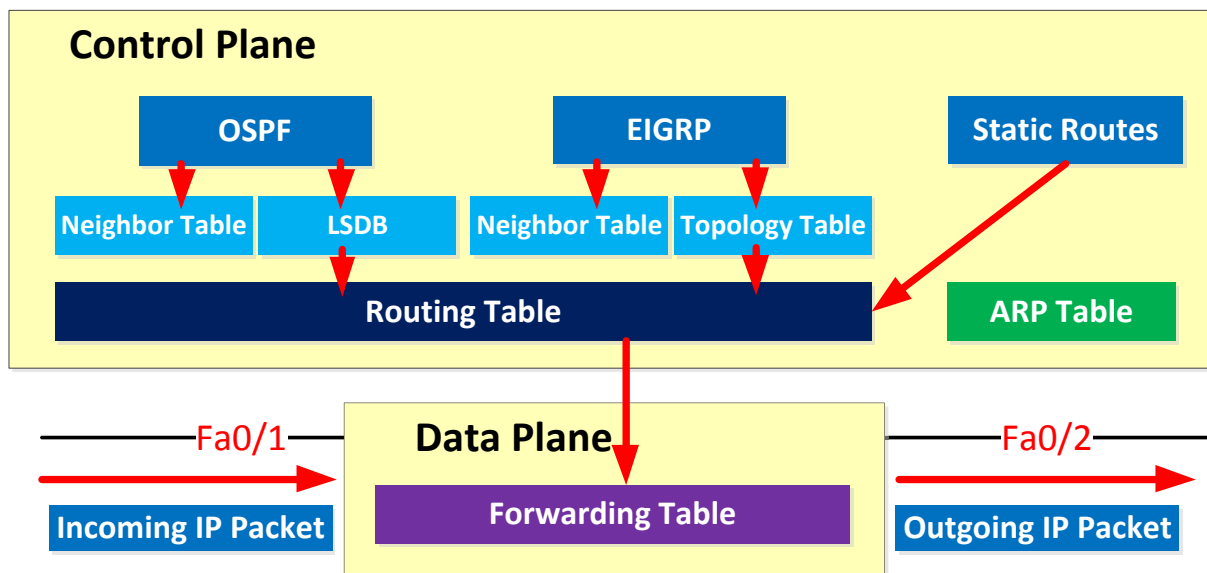 Control Plane
OSPF
EIGRP
Static Routes
Neighbor Table
LSDB
Neighbor Table
Topology Table
Routing Table
ARP Table
Fa0/1
Data Plane
Fa0/2
Incoming IP Packet
Forwarding Table
Outgoing IP Packet